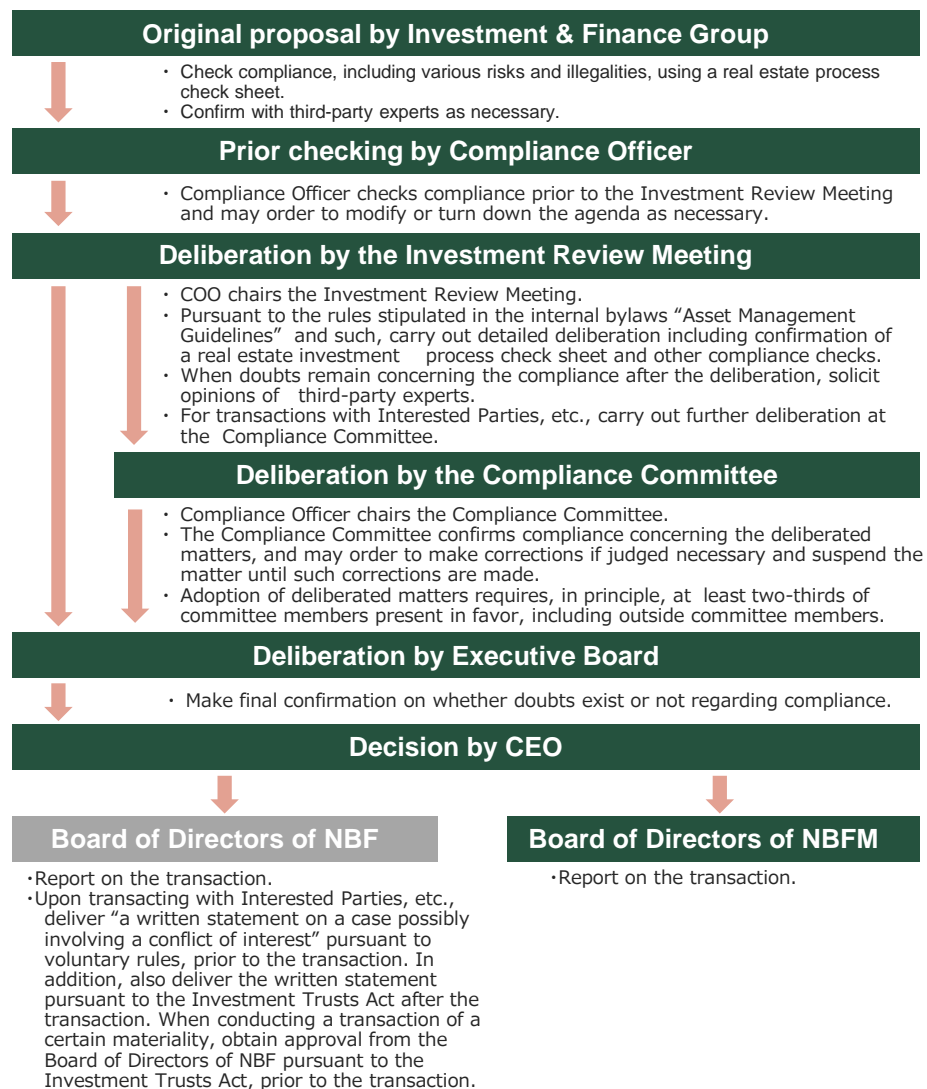 Original proposal by Investment & Finance Group
・ Check compliance, including various risks and illegalities, using a real estate process
check sheet.
・ Confirm with third-party experts as necessary.
Prior checking by Compliance Officer
・ Compliance Officer checks compliance prior to the Investment Review Meeting
and may order to modify or turn down the agenda as necessary.
Deliberation by the Investment Review Meeting
・ COO chairs the Investment Review Meeting.
・ Pursuant to the rules stipulated in the internal bylaws “Asset Management
Guidelines” and such, carry out detailed deliberation including confirmation of
a real estate investment process check sheet and other compliance checks.
・ When doubts remain concerning the compliance after the deliberation, solicit
opinions of third-party experts.
・ For transactions with Interested Parties, etc., carry out further deliberation at
the Compliance Committee.
Deliberation by the Compliance Committee
・ Compliance Officer chairs the Compliance Committee.
・ The Compliance Committee confirms compliance concerning the deliberated
matters, and may order to make corrections if judged necessary and suspend the
matter until such corrections are made.
・ Adoption of deliberated matters requires, in principle, at least two-thirds of
committee members present in favor, including outside committee members.
Deliberation by Executive Board
・ Make final confirmation on whether doubts exist or not regarding compliance.
Decision by CEO
Board of Directors of NBF
・Report on the transaction.
・Upon transacting with Interested Parties, etc.,
deliver “a written statement on a case possibly
involving a conflict of interest” pursuant to
voluntary rules, prior to the transaction. In
addition, also deliver the written statement
pursuant to the Investment Trusts Act after the
transaction. When conducting a transaction of a
certain materiality, obtain approval from the
Board of Directors of NBF pursuant to the
Investment Trusts Act, prior to the transaction.
Board of Directors of NBFM
・Report on the transaction.